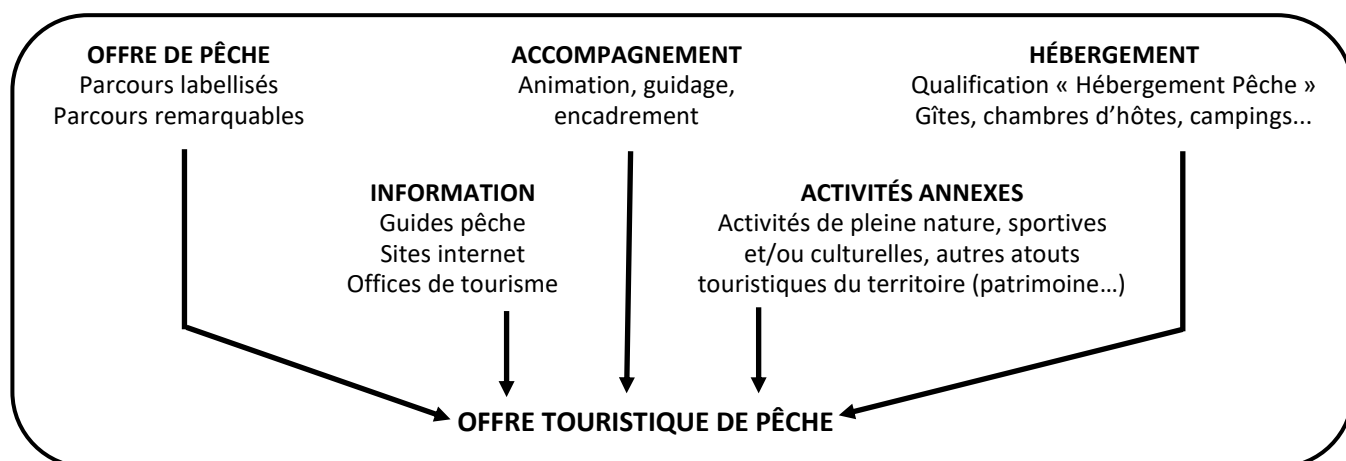 OFFRE DE PÊCHE
Parcours labellisés
Parcours remarquables
ACCOMPAGNEMENT
Animation, guidage,
encadrement
HÉBERGEMENT
Qualification « Hébergement Pêche »
Gîtes, chambres d’hôtes, campings...
INFORMATION
Guides pêche
Sites internet
Offices de tourisme
ACTIVITÉS ANNEXES
Activités de pleine nature, sportives
et/ou culturelles, autres atouts
touristiques du territoire (patrimoine…)
OFFRE TOURISTIQUE DE PÊCHE